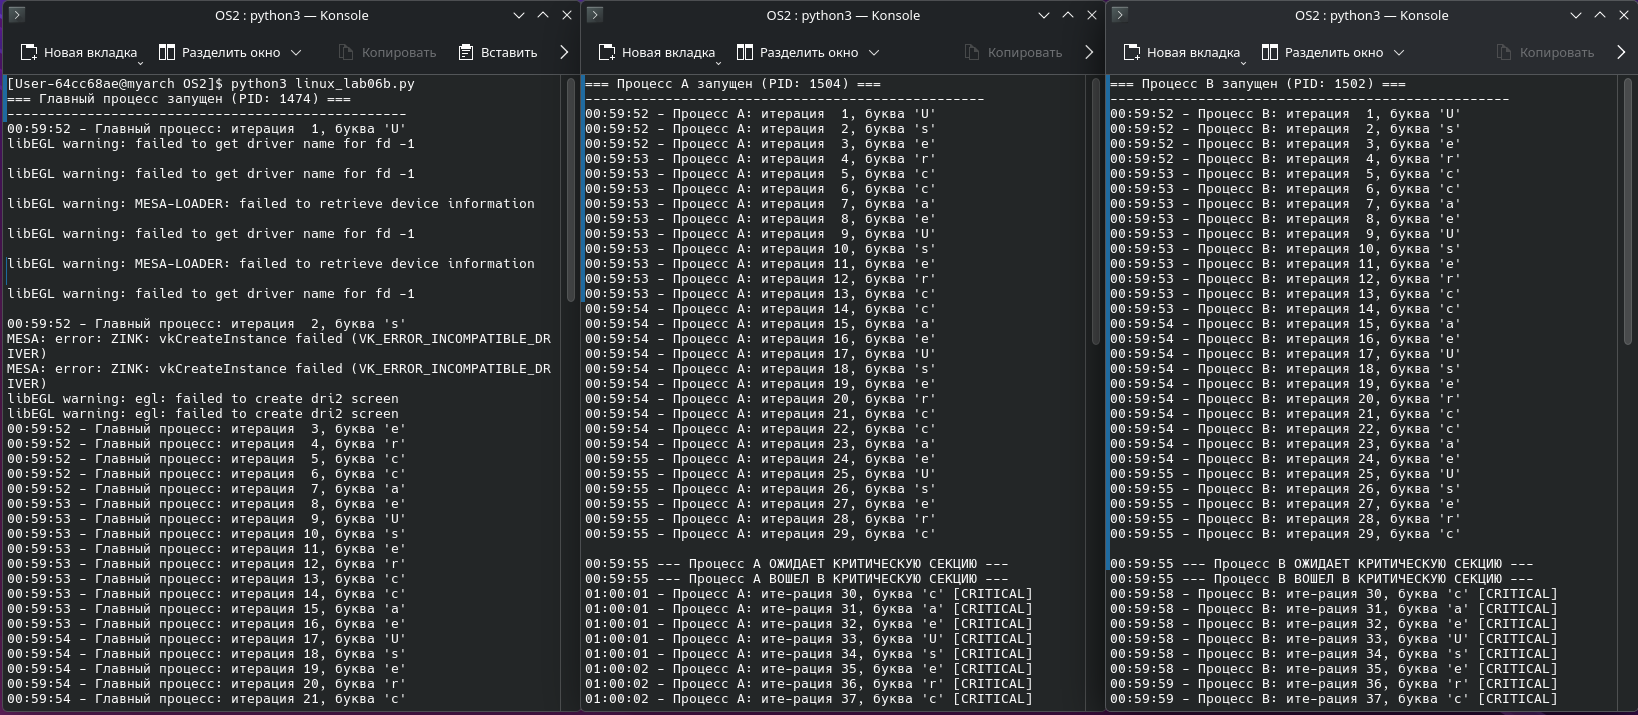 OS2 : python3 — Konsole
Новая вкладка
Разделить окно
Копировать
Вставить
[User-64cc68ae@myarch OS2]$ python3 linux_lab06b.py
=== Главный процесс запущен (PID: 1474) ===
--------------------------------------------------
00:59:52 - Главный процесс: итерация  1, буква 'U'
libEGL warning: failed to get driver name for fd -1
libEGL warning: failed to get driver name for fd -1
libEGL warning: MESA-LOADER: failed to retrieve device information
libEGL warning: failed to get driver name for fd -1
libEGL warning: MESA-LOADER: failed to retrieve device information
libEGL warning: failed to get driver name for fd -1
00:59:52 - Главный процесс: итерация  2, буква 's'
MESA: error: ZINK: vkCreateInstance failed (VK_ERROR_INCOMPATIBLE_DR
IVER)
MESA: error: ZINK: vkCreateInstance failed (VK_ERROR_INCOMPATIBLE_DR
IVER)
libEGL warning: egl: failed to create dri2 screen
libEGL warning: egl: failed to create dri2 screen
00:59:52 - Главный процесс: итерация  3, буква 'e'
00:59:52 - Главный процесс: итерация  4, буква 'r'
00:59:52 - Главный процесс: итерация  5, буква 'c'
00:59:52 - Главный процесс: итерация  6, буква 'c'
00:59:52 - Главный процесс: итерация  7, буква 'a'
00:59:53 - Главный процесс: итерация  8, буква 'e'
00:59:53 - Главный процесс: итерация  9, буква 'U'
00:59:53 - Главный процесс: итерация 10, буква 's'
00:59:53 - Главный процесс: итерация 11, буква 'e'
00:59:53 - Главный процесс: итерация 12, буква 'r'
00:59:53 - Главный процесс: итерация 13, буква 'c'
00:59:53 - Главный процесс: итерация 14, буква 'c'
00:59:53 - Главный процесс: итерация 15, буква 'a'
00:59:53 - Главный процесс: итерация 16, буква 'e'
00:59:54 - Главный процесс: итерация 17, буква 'U'
00:59:54 - Главный процесс: итерация 18, буква 's'
00:59:54 - Главный процесс: итерация 19, буква 'e'
00:59:54 - Главный процесс: итерация 20, буква 'r'
00:59:54 - Главный процесс: итерация 21, буква 'c'
OS2 : python3 — Konsole
Новая вкладка
Разделить окно
Копировать
=== Процесс A запущен (PID: 1504) ===
--------------------------------------------------
00:59:52 - Процесс A: итерация  1, буква 'U'
00:59:52 - Процесс A: итерация  2, буква 's'
00:59:52 - Процесс A: итерация  3, буква 'e'
00:59:53 - Процесс A: итерация  4, буква 'r'
00:59:53 - Процесс A: итерация  5, буква 'c'
00:59:53 - Процесс A: итерация  6, буква 'c'
00:59:53 - Процесс A: итерация  7, буква 'a'
00:59:53 - Процесс A: итерация  8, буква 'e'
00:59:53 - Процесс A: итерация  9, буква 'U'
00:59:53 - Процесс A: итерация 10, буква 's'
00:59:53 - Процесс A: итерация 11, буква 'e'
00:59:53 - Процесс A: итерация 12, буква 'r'
00:59:53 - Процесс A: итерация 13, буква 'c'
00:59:54 - Процесс A: итерация 14, буква 'c'
00:59:54 - Процесс A: итерация 15, буква 'a'
00:59:54 - Процесс A: итерация 16, буква 'e'
00:59:54 - Процесс A: итерация 17, буква 'U'
00:59:54 - Процесс A: итерация 18, буква 's'
00:59:54 - Процесс A: итерация 19, буква 'e'
00:59:54 - Процесс A: итерация 20, буква 'r'
00:59:54 - Процесс A: итерация 21, буква 'c'
00:59:54 - Процесс A: итерация 22, буква 'c'
00:59:54 - Процесс A: итерация 23, буква 'a'
00:59:55 - Процесс A: итерация 24, буква 'e'
00:59:55 - Процесс A: итерация 25, буква 'U'
00:59:55 - Процесс A: итерация 26, буква 's'
00:59:55 - Процесс A: итерация 27, буква 'e'
00:59:55 - Процесс A: итерация 28, буква 'r'
00:59:55 - Процесс A: итерация 29, буква 'c'
00:59:55 --- Процесс A ОЖИДАЕТ КРИТИЧЕСКУЮ СЕКЦИЮ ---
00:59:55 --- Процесс A ВОШЕЛ В КРИТИЧЕСКУЮ СЕКЦИЮ ---
01:00:01 - Процесс A: ите-рация 30, буква 'c' [CRITICAL]
01:00:01 - Процесс A: ите-рация 31, буква 'a' [CRITICAL]
01:00:01 - Процесс A: ите-рация 32, буква 'e' [CRITICAL]
01:00:01 - Процесс A: ите-рация 33, буква 'U' [CRITICAL]
01:00:01 - Процесс A: ите-рация 34, буква 's' [CRITICAL]
01:00:02 - Процесс A: ите-рация 35, буква 'e' [CRITICAL]
01:00:02 - Процесс A: ите-рация 36, буква 'r' [CRITICAL]
01:00:02 - Процесс A: ите-рация 37, буква 'c' [CRITICAL]
OS2 : python3 — Konsole
Новая вкладка
Разделить окно
Копировать
=== Процесс B запущен (PID: 1502) ===
--------------------------------------------------
00:59:52 - Процесс B: итерация  1, буква 'U'
00:59:52 - Процесс B: итерация  2, буква 's'
00:59:52 - Процесс B: итерация  3, буква 'e'
00:59:52 - Процесс B: итерация  4, буква 'r'
00:59:53 - Процесс B: итерация  5, буква 'c'
00:59:53 - Процесс B: итерация  6, буква 'c'
00:59:53 - Процесс B: итерация  7, буква 'a'
00:59:53 - Процесс B: итерация  8, буква 'e'
00:59:53 - Процесс B: итерация  9, буква 'U'
00:59:53 - Процесс B: итерация 10, буква 's'
00:59:53 - Процесс B: итерация 11, буква 'e'
00:59:53 - Процесс B: итерация 12, буква 'r'
00:59:53 - Процесс B: итерация 13, буква 'c'
00:59:53 - Процесс B: итерация 14, буква 'c'
00:59:54 - Процесс B: итерация 15, буква 'a'
00:59:54 - Процесс B: итерация 16, буква 'e'
00:59:54 - Процесс B: итерация 17, буква 'U'
00:59:54 - Процесс B: итерация 18, буква 's'
00:59:54 - Процесс B: итерация 19, буква 'e'
00:59:54 - Процесс B: итерация 20, буква 'r'
00:59:54 - Процесс B: итерация 21, буква 'c'
00:59:54 - Процесс B: итерация 22, буква 'c'
00:59:54 - Процесс B: итерация 23, буква 'a'
00:59:54 - Процесс B: итерация 24, буква 'e'
00:59:55 - Процесс B: итерация 25, буква 'U'
00:59:55 - Процесс B: итерация 26, буква 's'
00:59:55 - Процесс B: итерация 27, буква 'e'
00:59:55 - Процесс B: итерация 28, буква 'r'
00:59:55 - Процесс B: итерация 29, буква 'c'
00:59:55 --- Процесс B ОЖИДАЕТ КРИТИЧЕСКУЮ СЕКЦИЮ ---
00:59:55 --- Процесс B ВОШЕЛ В КРИТИЧЕСКУЮ СЕКЦИЮ ---
00:59:58 - Процесс B: ите-рация 30, буква 'c' [CRITICAL]
00:59:58 - Процесс B: ите-рация 31, буква 'a' [CRITICAL]
00:59:58 - Процесс B: ите-рация 32, буква 'e' [CRITICAL]
00:59:58 - Процесс B: ите-рация 33, буква 'U' [CRITICAL]
00:59:58 - Процесс B: ите-рация 34, буква 's' [CRITICAL]
00:59:58 - Процесс B: ите-рация 35, буква 'e' [CRITICAL]
00:59:59 - Процесс B: ите-рация 36, буква 'r' [CRITICAL]
00:59:59 - Процесс B: ите-рация 37, буква 'c' [CRITICAL]